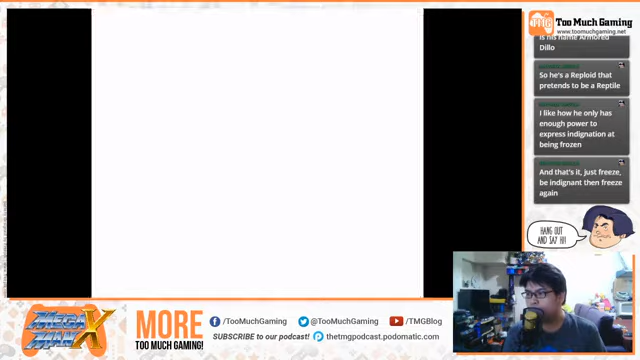 TMG
Too Much Gaming
www.toomuchgaming.net
is his name Armored
Dillo
So he's a Reploid that
pretends to be a Reptile
I like how he only has
enough power to
express indignation at
being frozen
And that's it, just freeze,
be indignant then freeze
again
HANG OUT
AND SAY HI!
MEGA
MAN X
MORE
TOO MUCH GAMING!
/TooMuchGaming
@TooMuchGaming
/TMGBlog
SUBSCRIBE to our podcast!
thetmgpodcast.podomatic.com